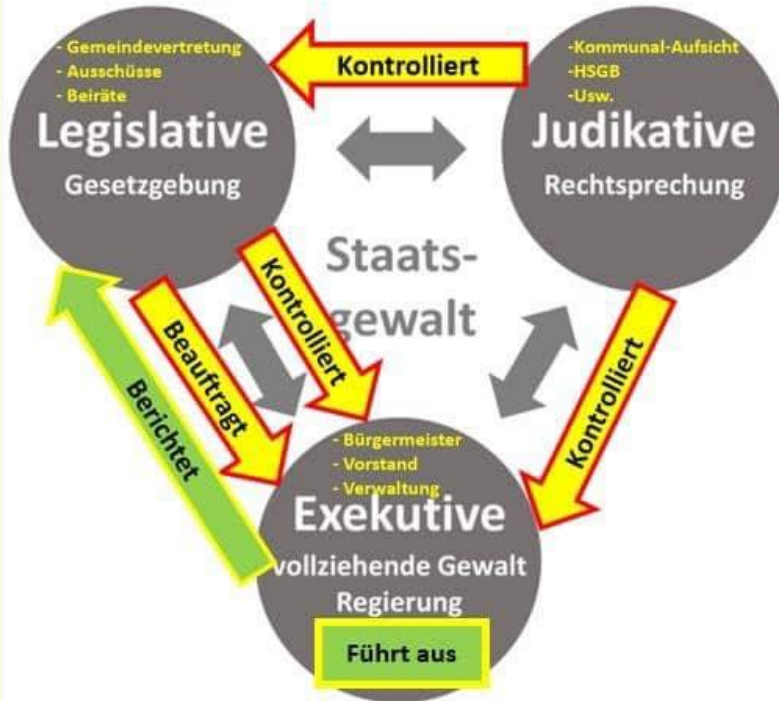 - Gemeindevertretung
- Ausschüsse
- Beiräte
Legislative
Gesetzgebung
Kontrolliert
-Kommunal-Aufsicht
-HSGB
-Usw.
Judikative
Rechtsprechung
Staats-
gewalt
Kontrolliert
Beauftragt
Berichtet
Kontrolliert
- Bürgermeister
- Vorstand
- Verwaltung
Exekutive
vollziehende Gewalt
Regierung
Führt aus